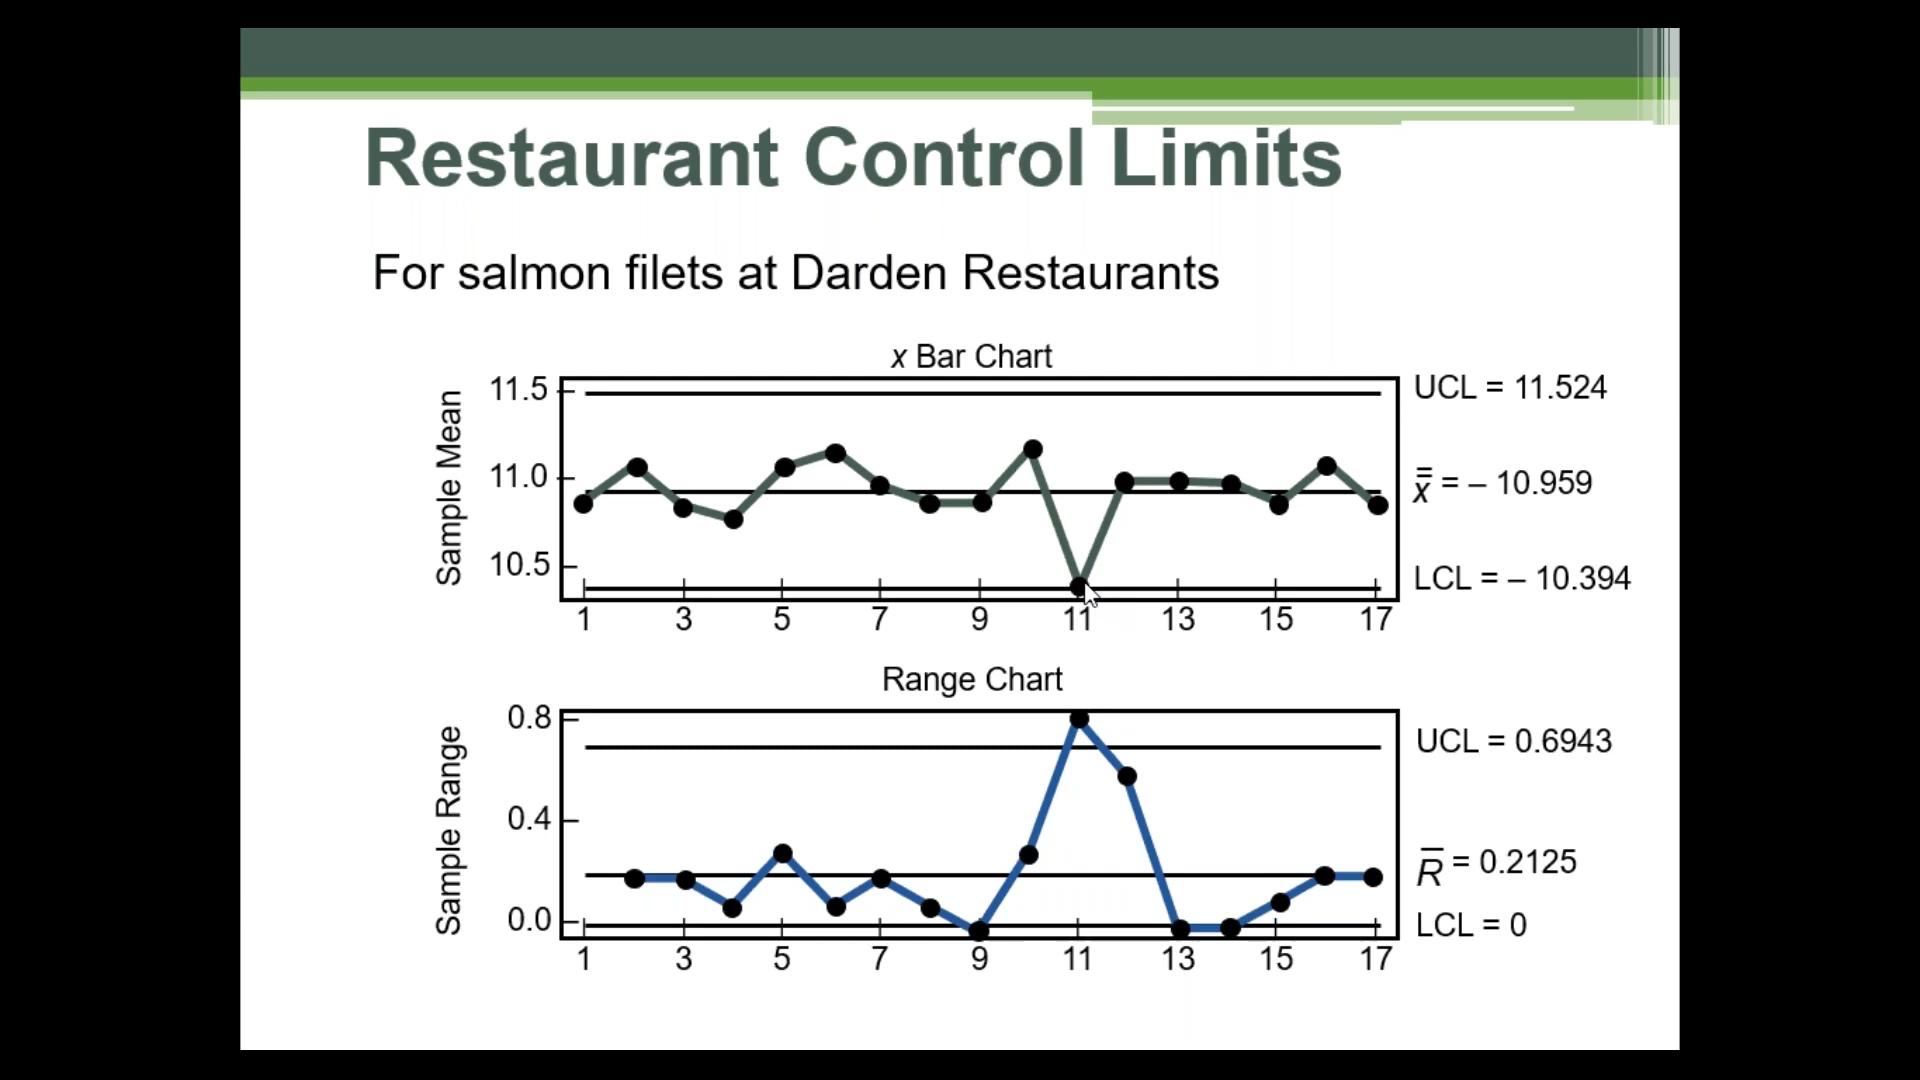 Restaurant Control Limits
For salmon filets at Darden Restaurants
x Bar Chart
Sample Mean
11.5
11.0
10.5
UCL = 11.524
x̿ = – 10.959
LCL = – 10.394
1 3 5 7 9 11 13 15 17
Range Chart
Sample Range
0.8
0.4
0.0
UCL = 0.6943
R̅ = 0.2125
LCL = 0
1 3 5 7 9 11 13 15 17